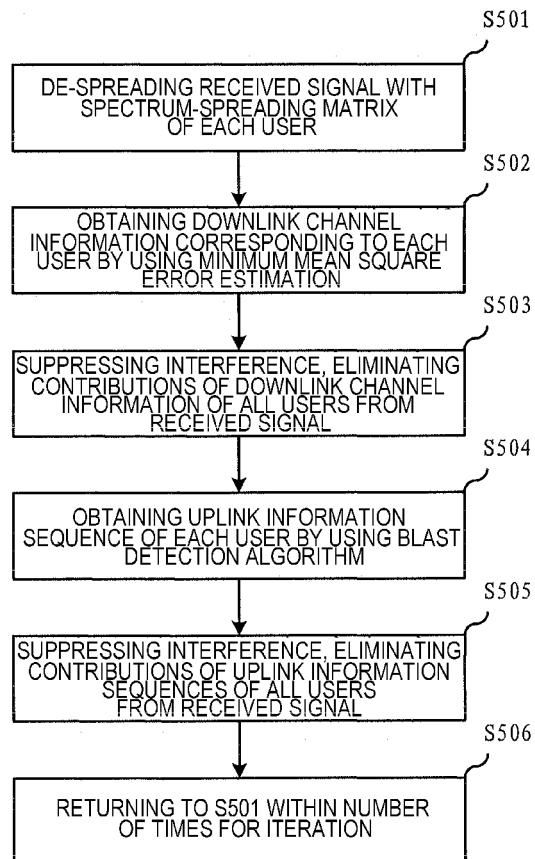 S501
DE-SPREADING RECEIVED SIGNAL WITH
SPECTRUM-SPREADING MATRIX
OF EACH USER
S502
OBTAINING DOWNLINK CHANNEL
INFORMATION CORRESPONDING TO EACH
USER BY USING MINIMUM MEAN SQUARE
ERROR ESTIMATION
S503
SUPPRESSING INTERFERENCE, ELIMINATING
CONTRIBUTIONS OF DOWNLINK CHANNEL
INFORMATION OF ALL USERS FROM
RECEIVED SIGNAL
S504
OBTAINING UPLINK INFORMATION
SEQUENCE OF EACH USER BY USING BLAST
DETECTION ALGORITHM
S505
SUPPRESSING INTERFERENCE, ELIMINATING
CONTRIBUTIONS OF UPLINK INFORMATION
SEQUENCES OF ALL USERS
FROM RECEIVED SIGNAL
S506
RETURNING TO S501 WITHIN NUMBER
OF TIMES FOR ITERATION